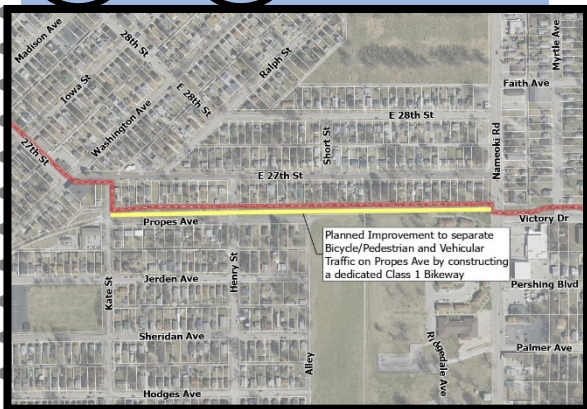 Madison Ave
28th St
Iowa St
Ralph St
Myrtle Ave
Faith Ave
E 28th St
Washington Ave
E 28th St
Short St
Nameoki Rd
27th St
E 27th St
Propes Ave
Victory Dr
Planned Improvement to separate
Bicycle/Pedestrian and Vehicular
Traffic on Propes Ave by constructing
a dedicated Class 1 Bikeway
Kate St
Jerden Ave
Henry St
Pershing Blvd
Sheridan Ave
Alley
Ridgedale Ave
Palmer Ave
Hodges Ave